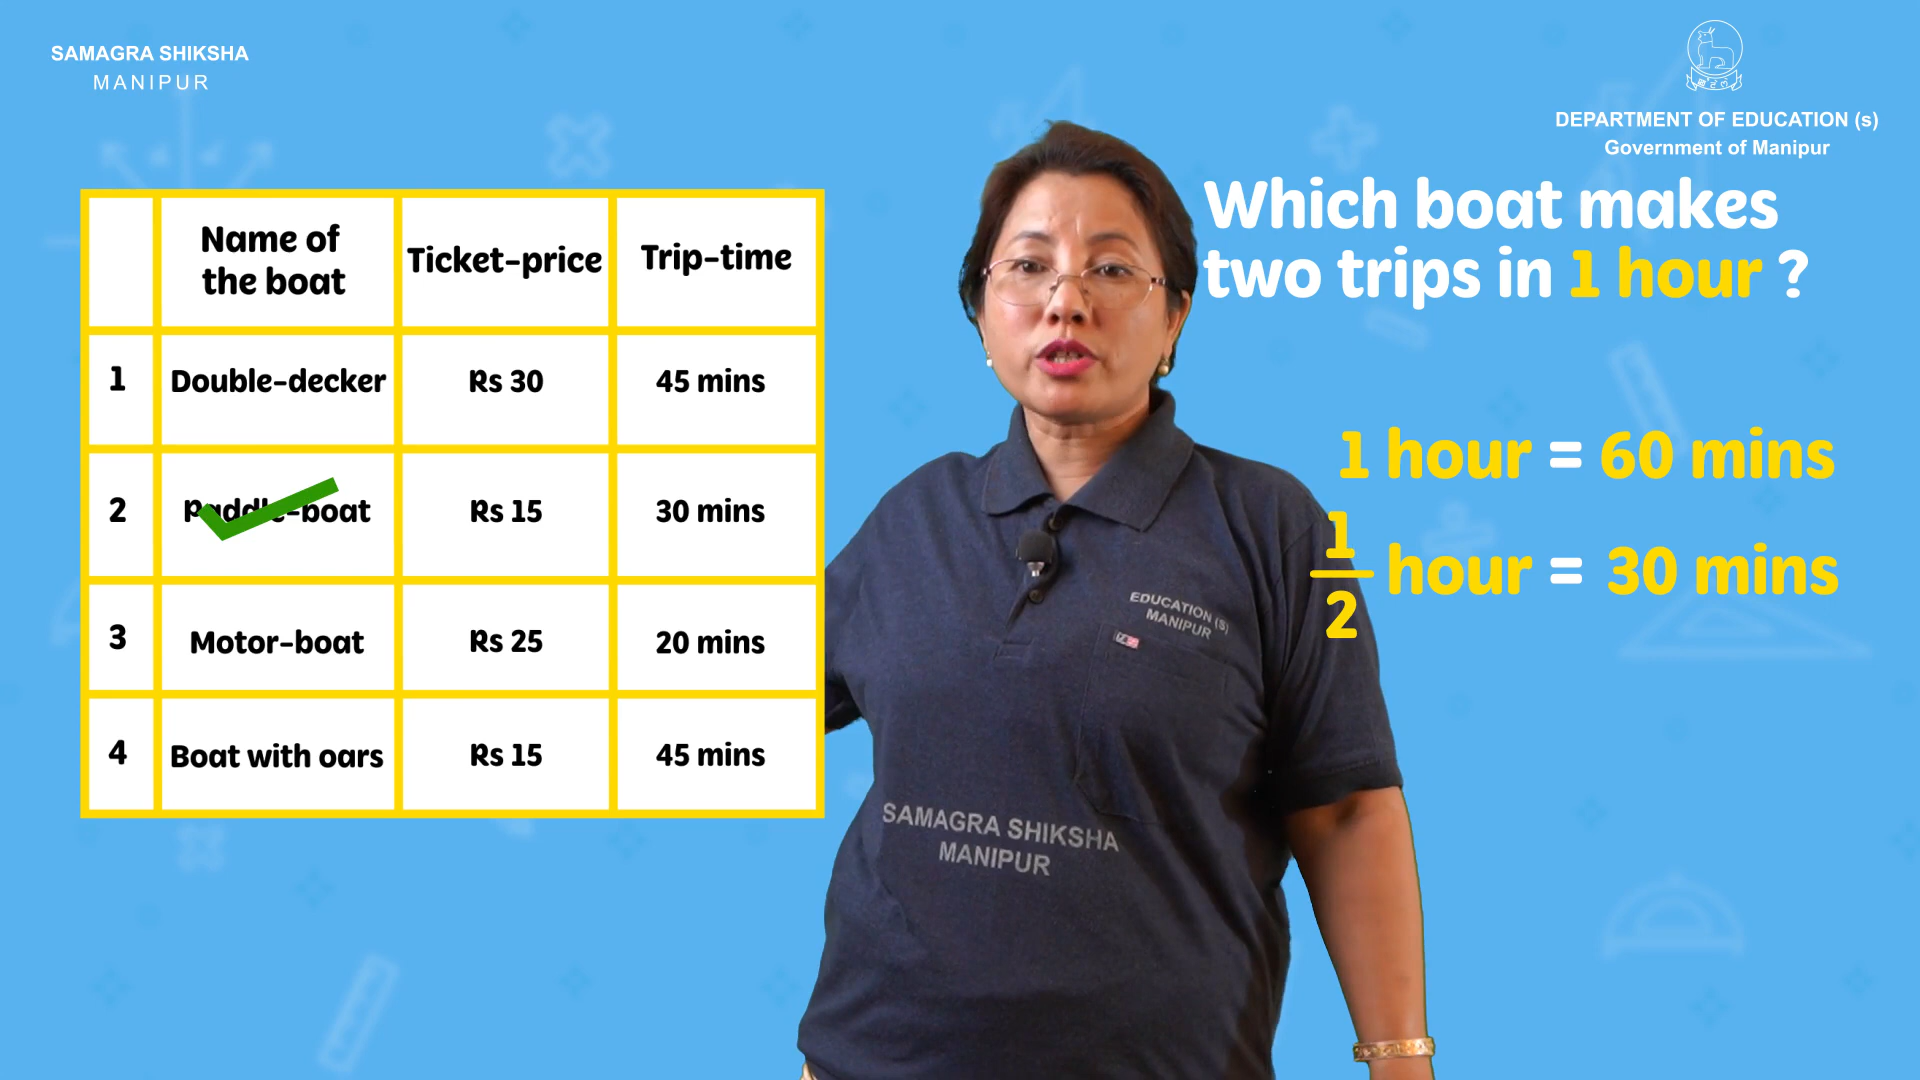 SAMAGRA SHIKSHA
MANIPUR
DEPARTMENT OF EDUCATION (s)
Government of Manipur
Which boat makes
two trips in 1 hour ?
Name of the boat | Ticket-price | Trip-time
1 | Double-decker | Rs 30 | 45 mins
2 | Paddle-boat | Rs 15 | 30 mins
3 | Motor-boat | Rs 25 | 20 mins
4 | Boat with oars | Rs 15 | 45 mins
1 hour = 60 mins
1/2 hour = 30 mins
EDUCATION (S)
MANIPUR
SAMAGRA SHIKSHA
MANIPUR